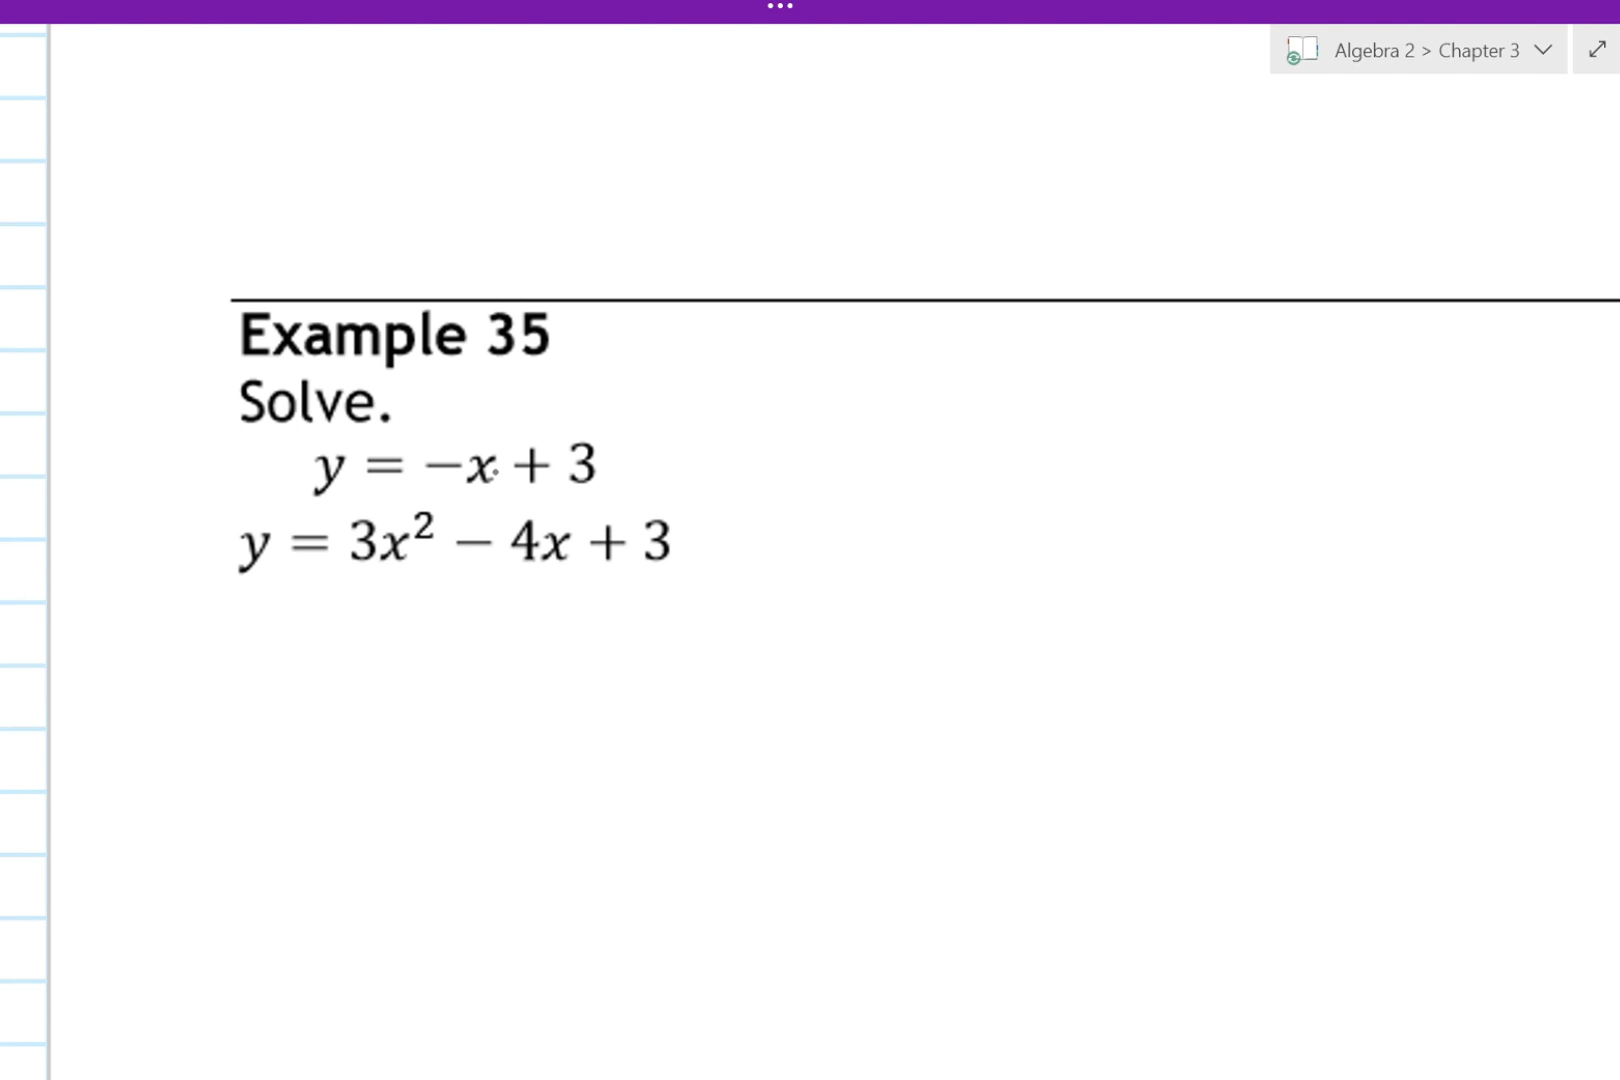 ...
Algebra 2 > Chapter 3
Example 35
Solve.
y = −x + 3
y = 3x² − 4x + 3